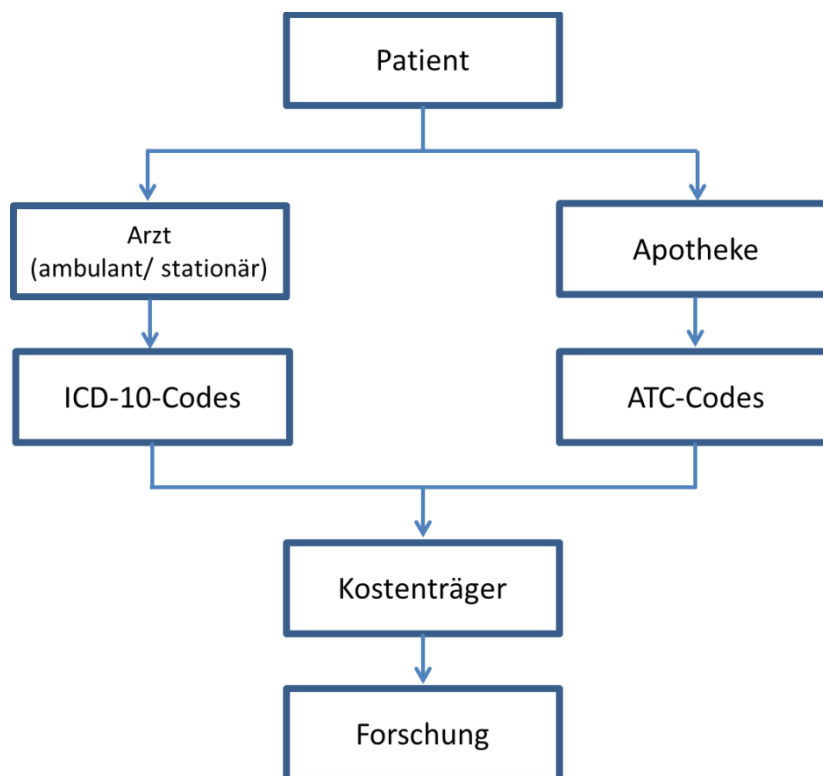 Patient
Arzt
(ambulant/ stationär)
Apotheke
ICD-10-Codes
ATC-Codes
Kostenträger
Forschung